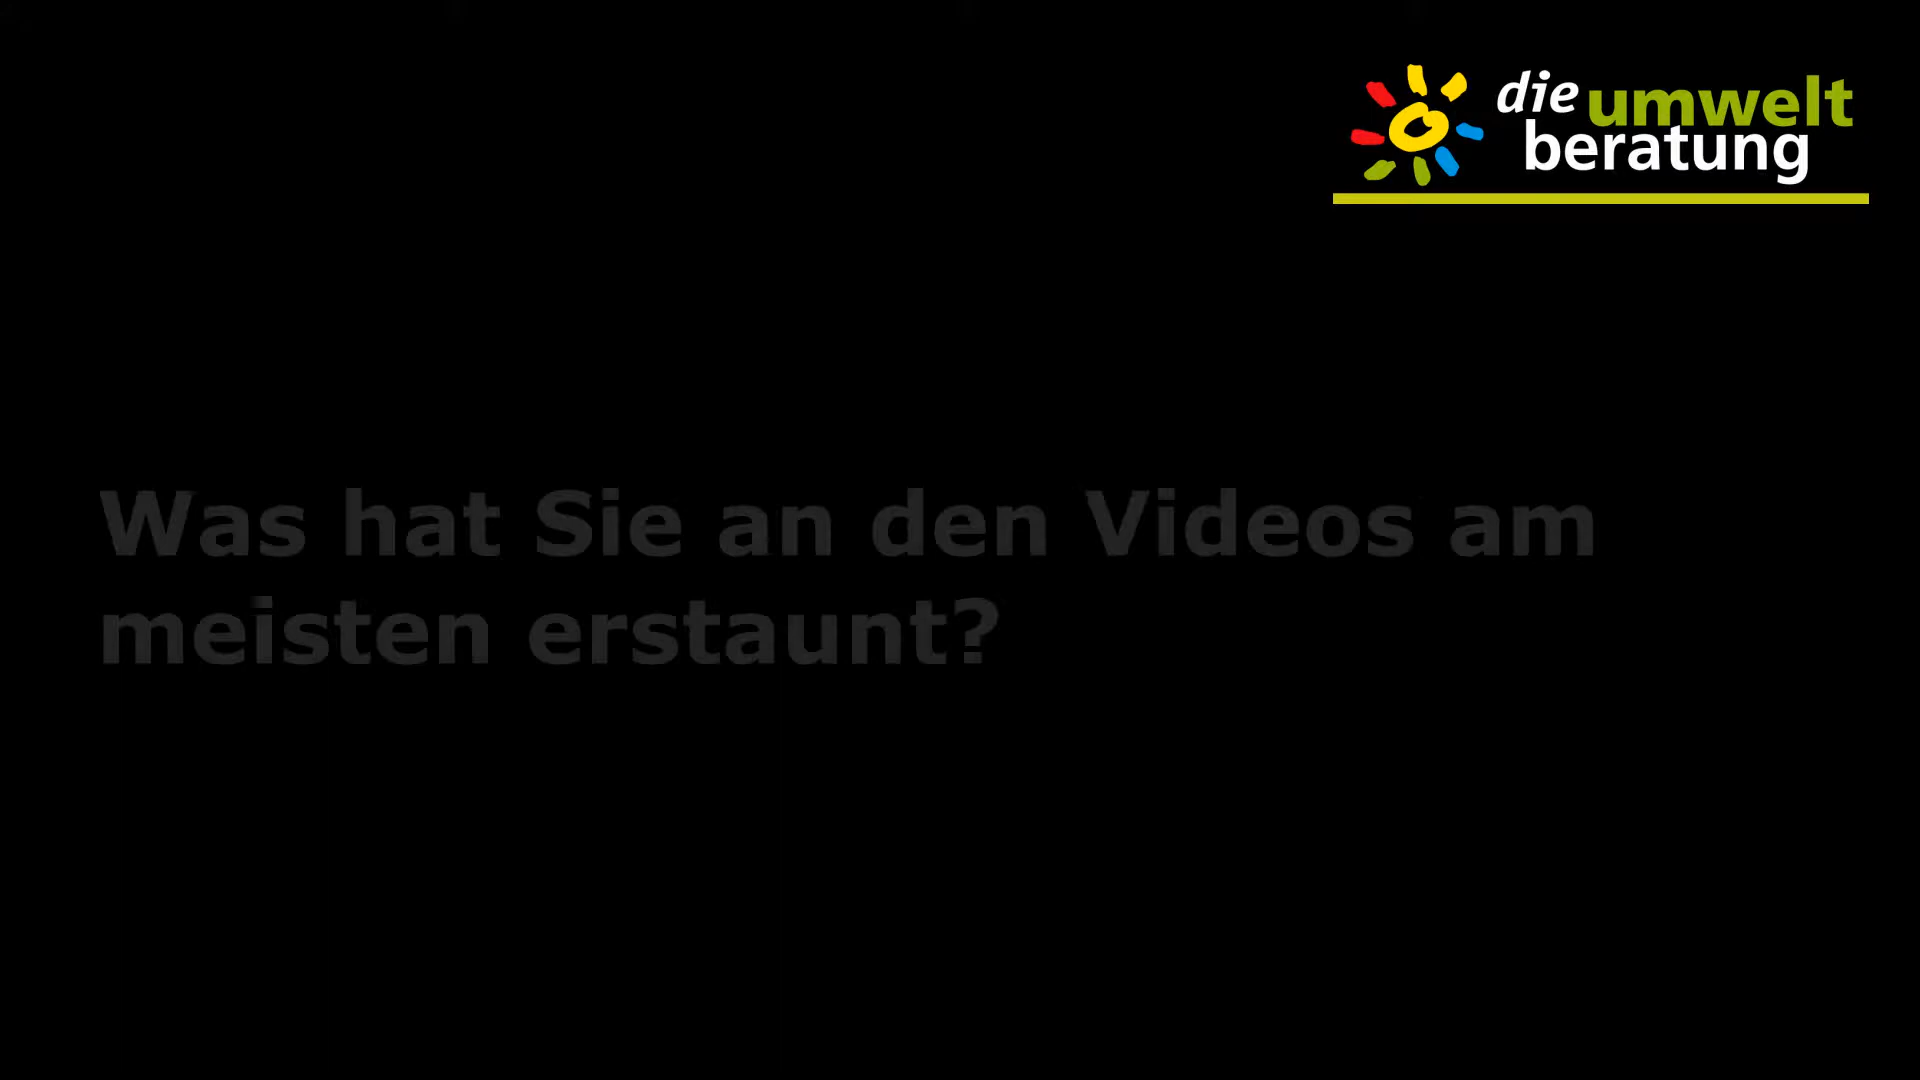 die umwelt
beratung
Was hat Sie an den Videos am
meisten erstaunt?